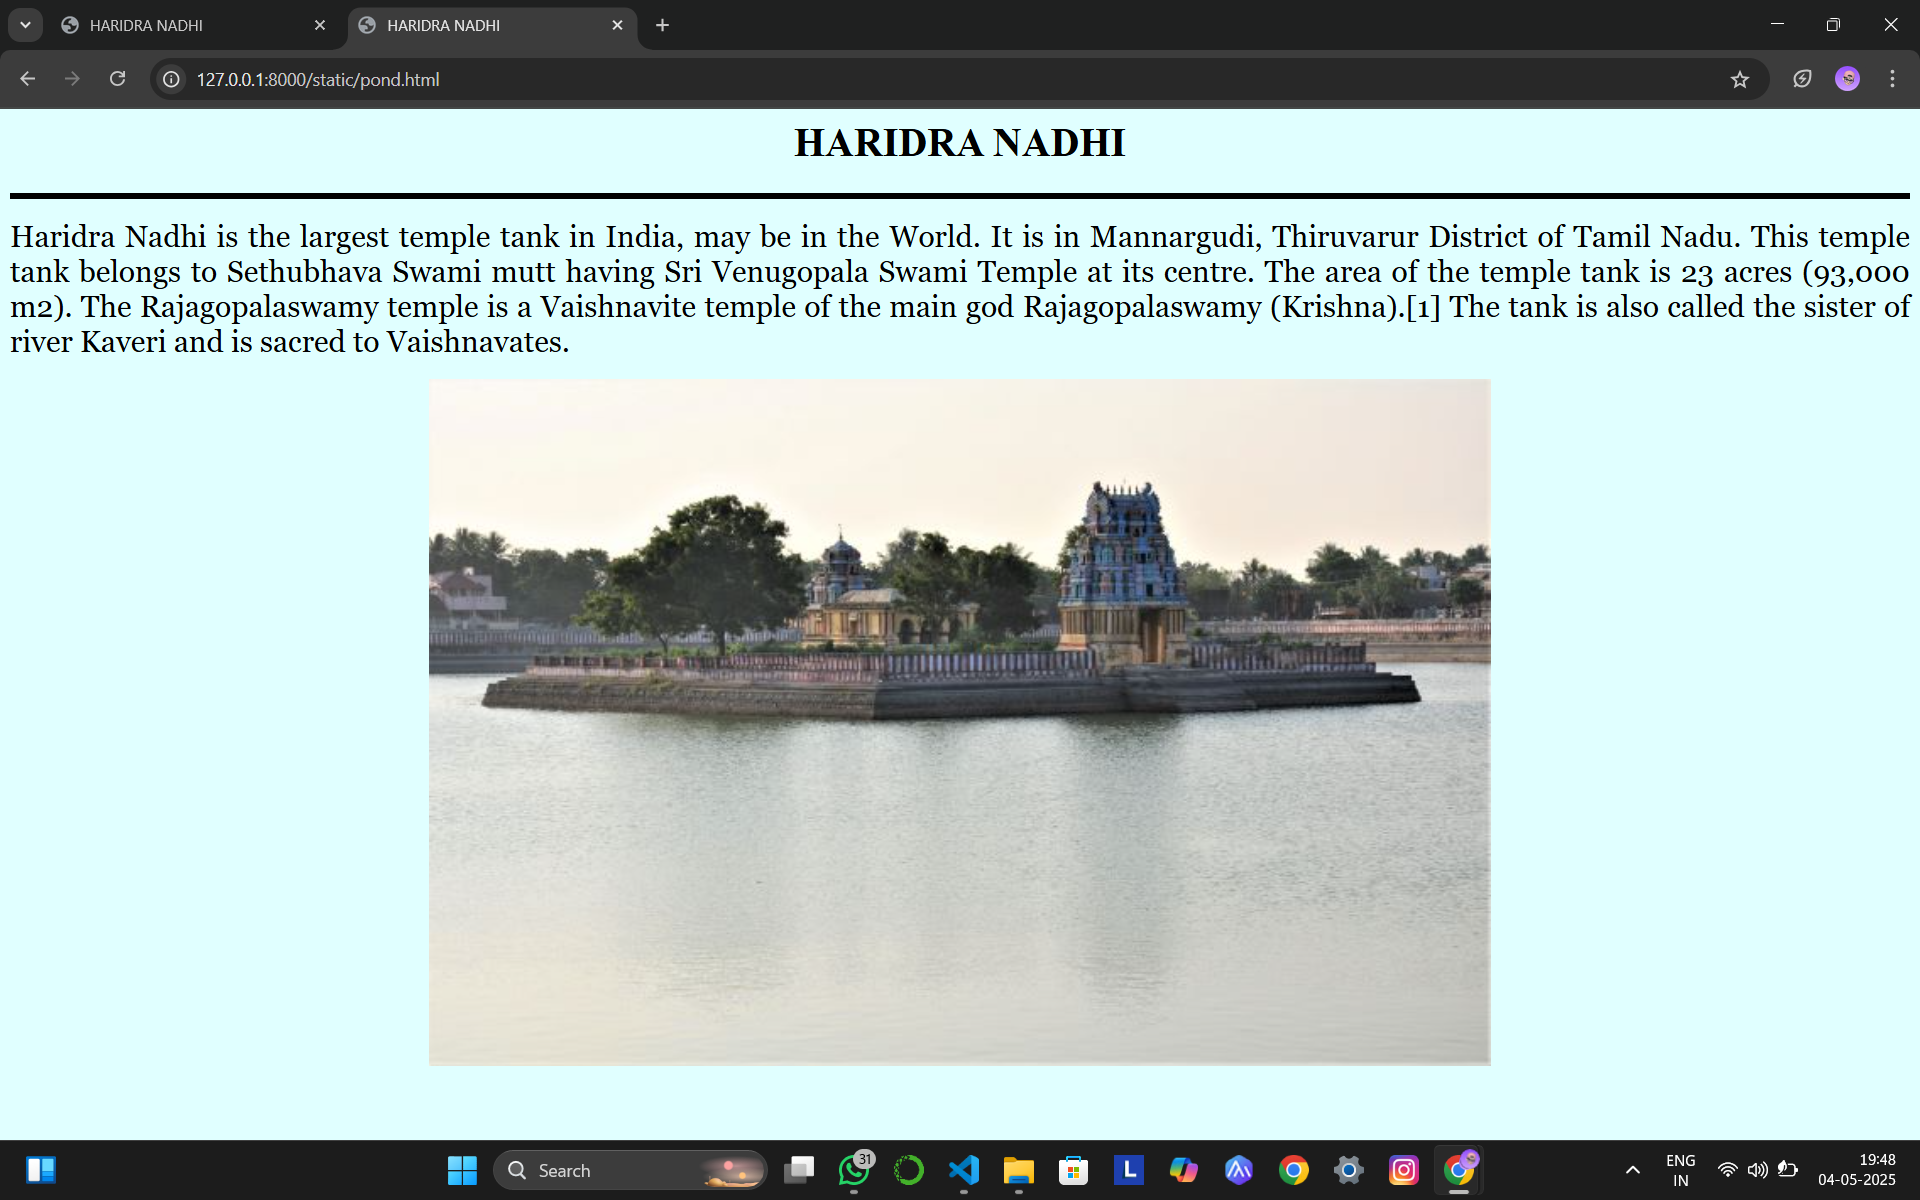 HARIDRA NADHI
HARIDRA NADHI
127.0.0.1:8000/static/pond.html
HARIDRA NADHI
Haridra Nadhi is the largest temple tank in India, may be in the World. It is in Mannargudi, Thiruvarur District of Tamil Nadu. This temple
tank belongs to Sethubhava Swami mutt having Sri Venugopala Swami Temple at its centre. The area of the temple tank is 23 acres (93,000
m2). The Rajagopalaswamy temple is a Vaishnavite temple of the main god Rajagopalaswamy (Krishna).[1] The tank is also called the sister of
river Kaveri and is sacred to Vaishnavates.
Search
31
L
ENG
IN
19:48
04-05-2025